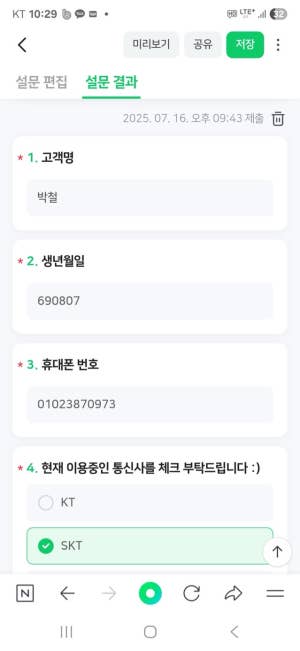 KT 10:29
LTE+ 32
미리보기 공유 저장
설문 편집 설문 결과
2025. 07. 16. 오후 09:43 제출
* 1. 고객명
박철
* 2. 생년월일
690807
* 3. 휴대폰 번호
01023870973
* 4. 현재 이용중인 통신사를 체크 부탁드립니다 :)
KT
SKT
N